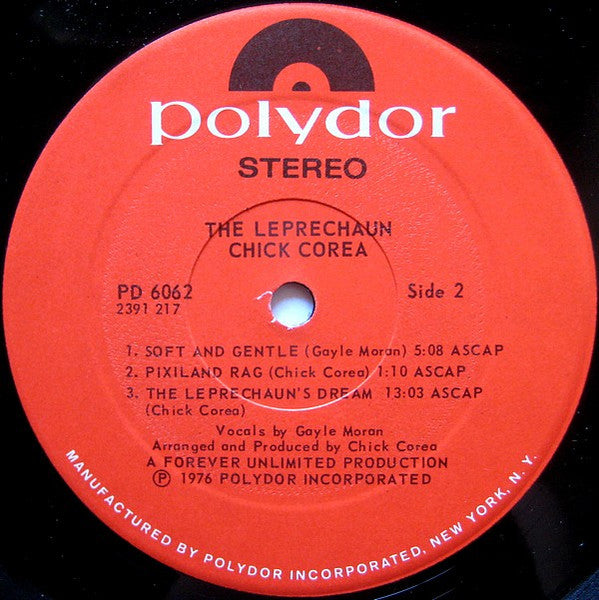 polydor
STEREO
THE LEPRECHAUN
CHICK COREA
PD 6062
2391 217
Side 2
1. SOFT AND GENTLE (Gayle Moran) 5:08 ASCAP
2. PIXILAND RAG (Chick Corea) 1:10 ASCAP
3. THE LEPRECHAUN'S DREAM 13:03 ASCAP
(Chick Corea)
Vocals by Gayle Moran
Arranged and Produced by Chick Corea
A FOREVER UNLIMITED PRODUCTION
℗ 1976 POLYDOR INCORPORATED
MANUFACTURED BY POLYDOR INCORPORATED, NEW YORK, N.Y.